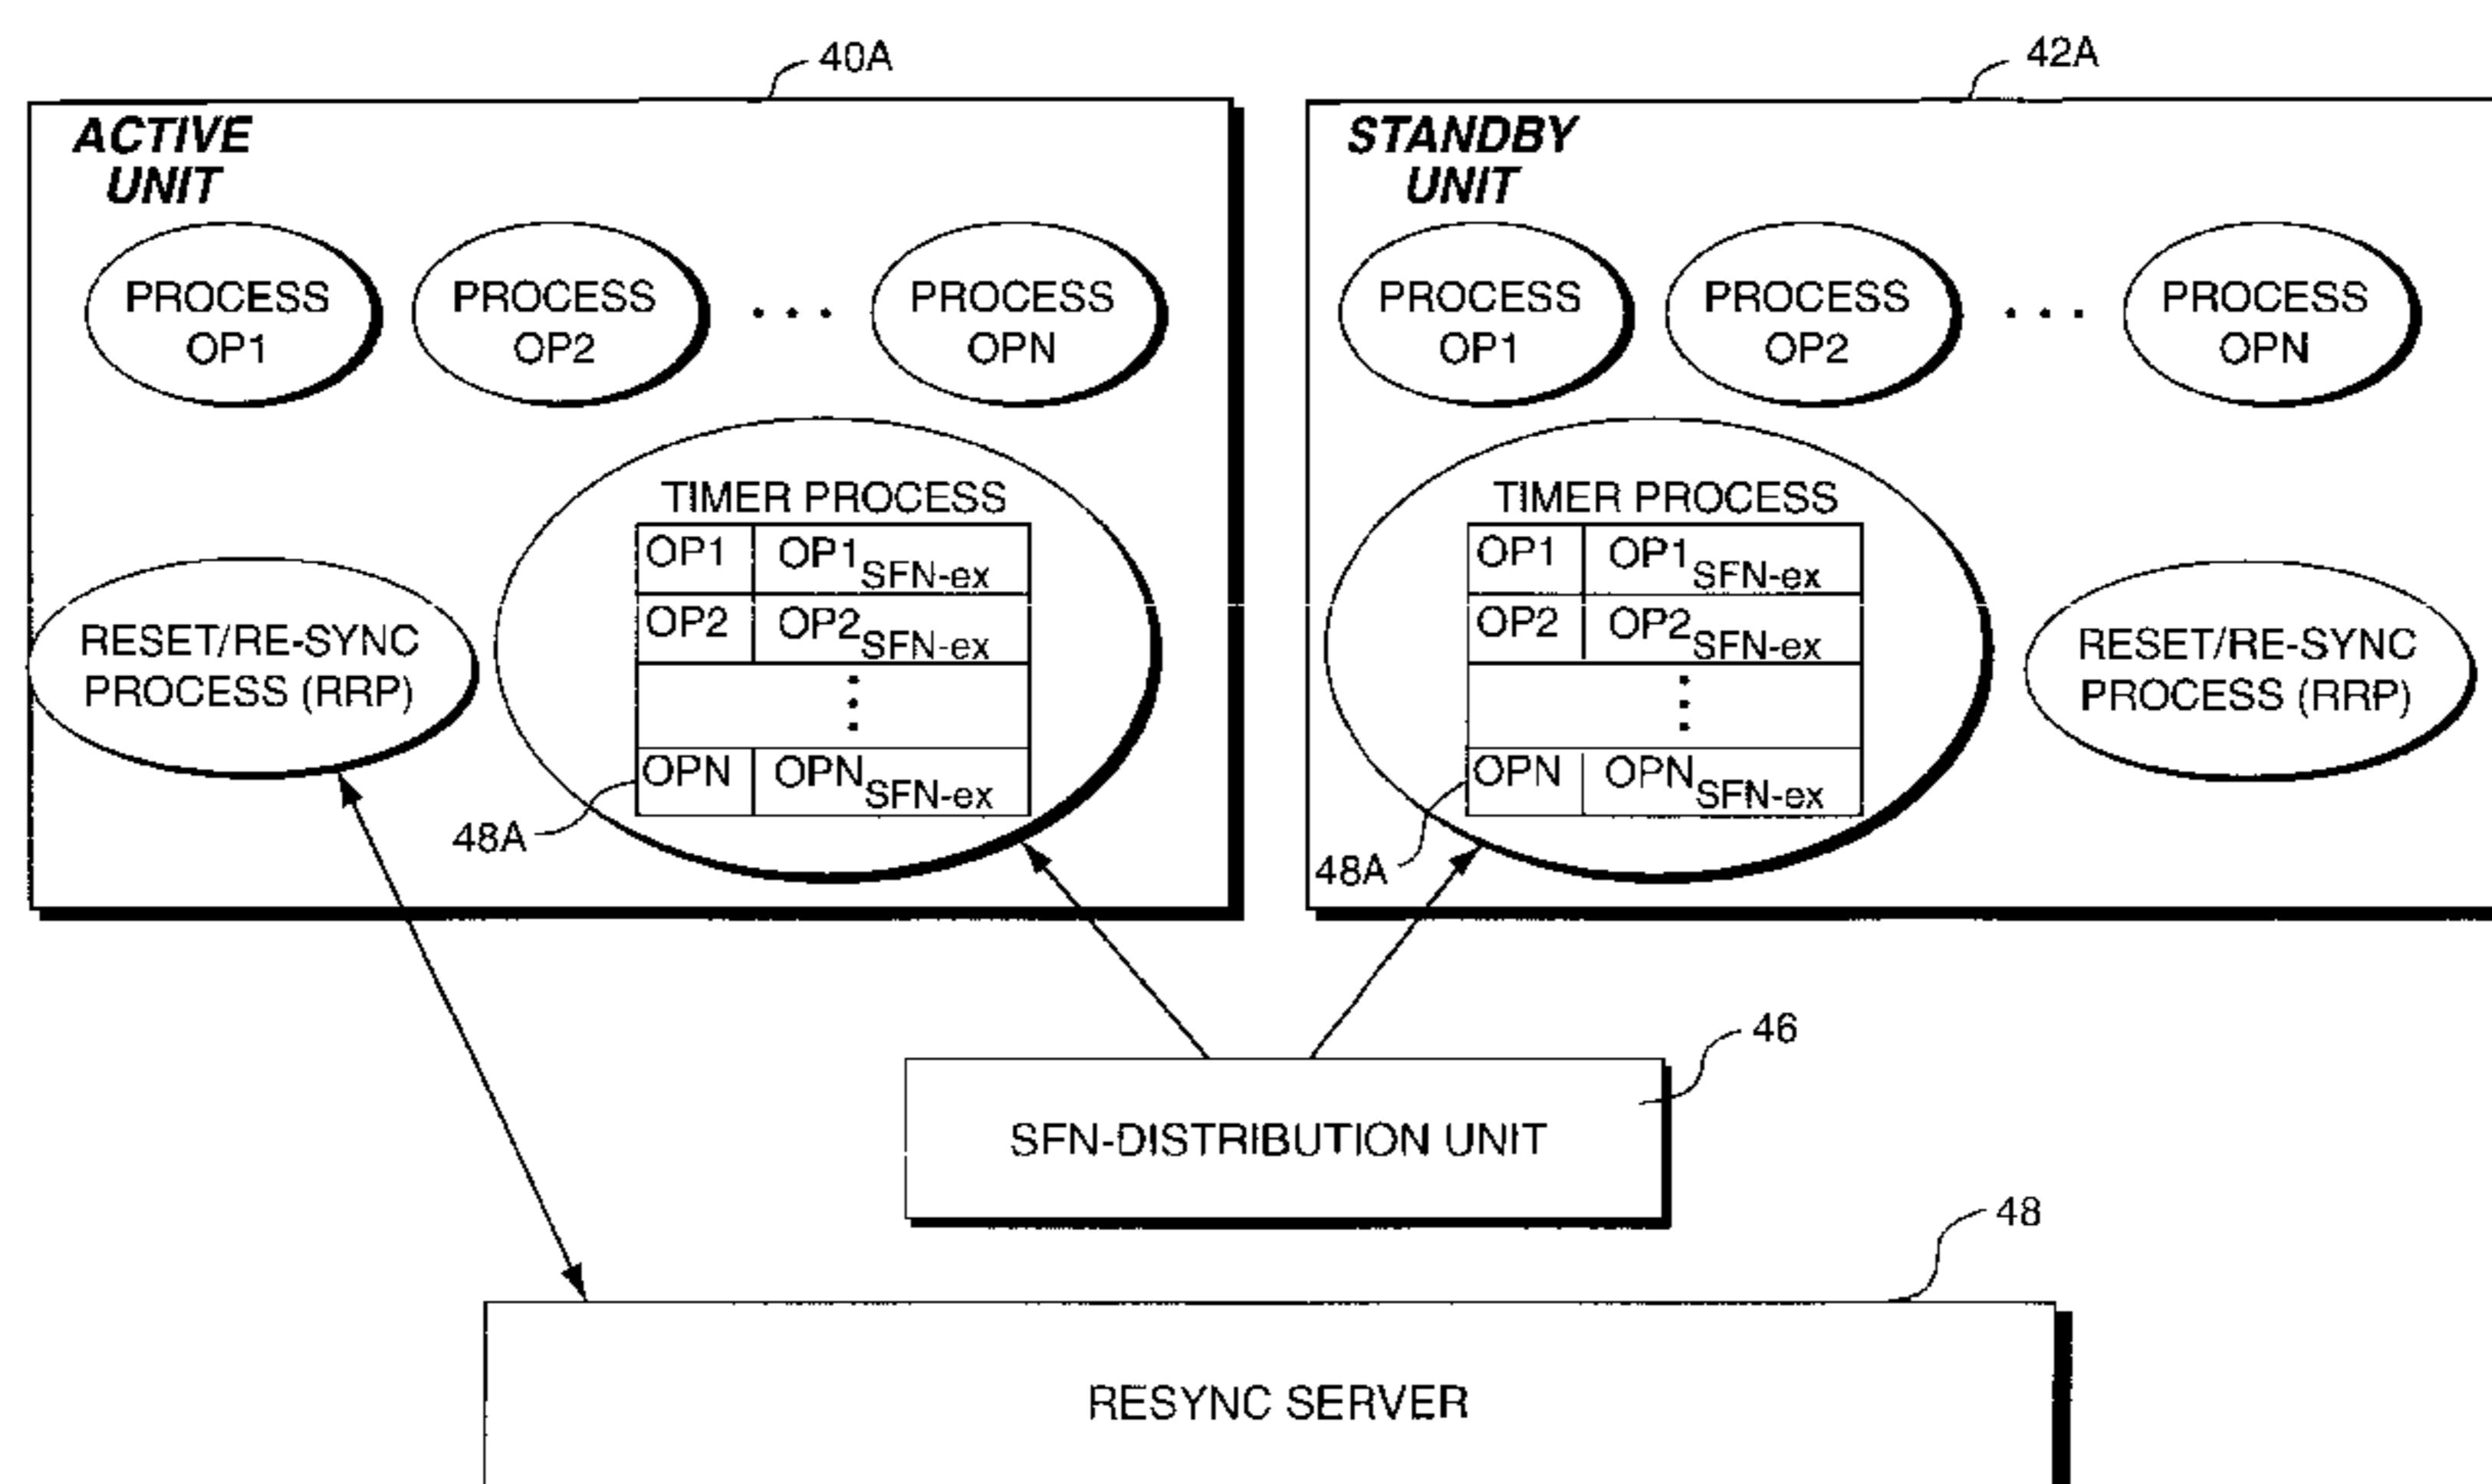 40A
42A
ACTIVE
UNIT
PROCESS
OP1
PROCESS
OP2
. . .
PROCESS
OPN
TIMER PROCESS
OP1 OP1SFN-ex
OP2 OP2SFN-ex
OPN OPNSFN-ex
RESET/RE-SYNC
PROCESS (RRP)
48A
STANDBY
UNIT
PROCESS
OP1
PROCESS
OP2
. . .
PROCESS
OPN
TIMER PROCESS
OP1 OP1SFN-ex
OP2 OP2SFN-ex
OPN OPNSFN-ex
RESET/RE-SYNC
PROCESS (RRP)
48A
46
SFN-DISTRIBUTION UNIT
48
RESYNC SERVER